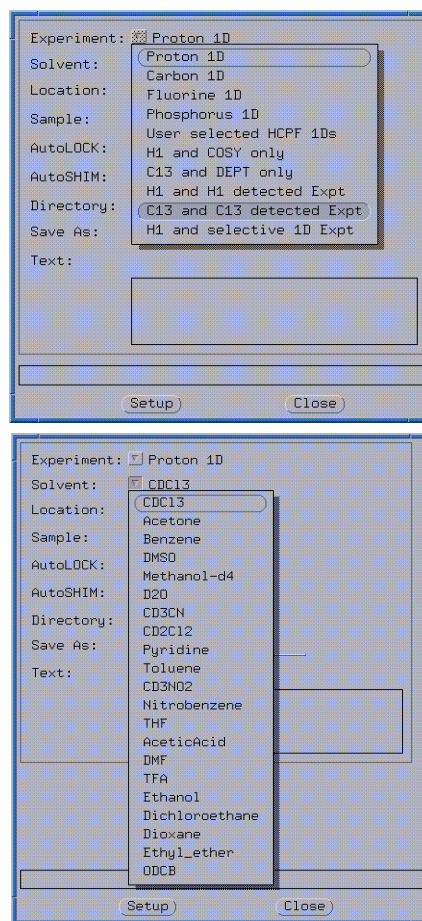 Experiment: Proton 1D
Proton 1D
Solvent:
Carbon 1D
Location:
Fluorine 1D
Sample:
Phosphorus 1D
User selected HCPF 1Ds
AutoLOCK:
H1 and COSY only
C13 and DEPT only
AutoSHIM:
H1 and H1 detected Expt
Directory:
C13 and C13 detected Expt
Save As:
H1 and selective 1D Expt
Text:
Setup Close
Experiment: Proton 1D
Solvent: CDCl3
CDCl3
Location:
Acetone
Sample:
Benzene
DMSO
AutoLOCK:
Methanol-d4
AutoSHIM:
D2O
CD3CN
Directory:
CD2Cl2
Save As:
Pyridine
Toluene
Text:
CD3NO2
Nitrobenzene
THF
AceticAcid
DMF
TFA
Ethanol
Dichloroethane
Dioxane
Ethyl_ether
ODCB
Setup Close